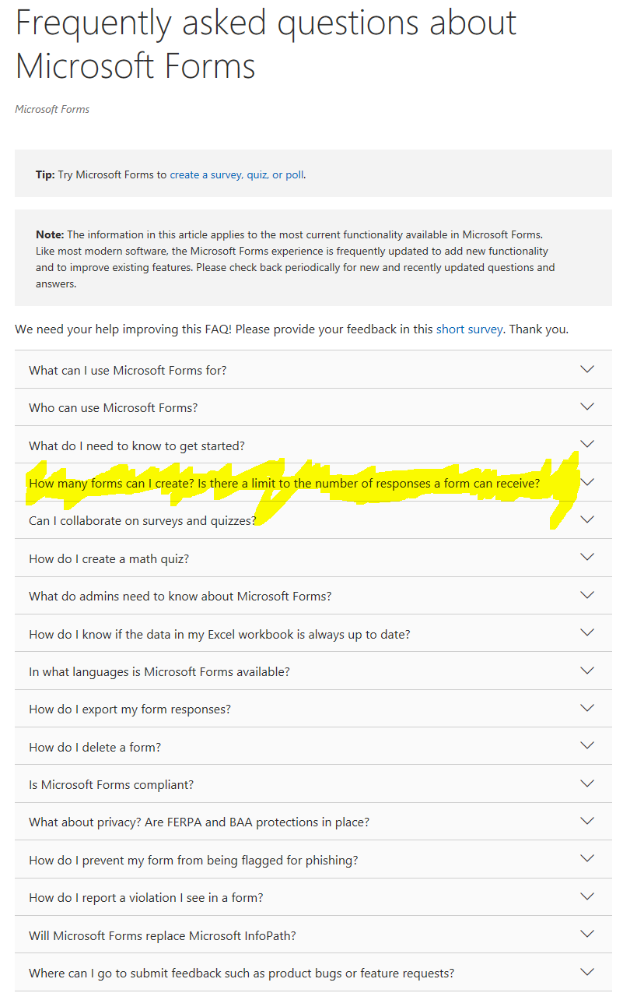 Frequently asked questions about
Microsoft Forms
Microsoft Forms
Tip: Try Microsoft Forms to create a survey, quiz, or poll.
Note: The information in this article applies to the most current functionality available in Microsoft Forms.
Like most modern software, the Microsoft Forms experience is frequently updated to add new functionality
and to improve existing features. Please check back periodically for new and recently updated questions and
answers.
We need your help improving this FAQ! Please provide your feedback in this short survey. Thank you.
What can I use Microsoft Forms for?
Who can use Microsoft Forms?
What do I need to know to get started?
How many forms can I create? Is there a limit to the number of responses a form can receive?
Can I collaborate on surveys and quizzes?
How do I create a math quiz?
What do admins need to know about Microsoft Forms?
How do I know if the data in my Excel workbook is always up to date?
In what languages is Microsoft Forms available?
How do I export my form responses?
How do I delete a form?
Is Microsoft Forms compliant?
What about privacy? Are FERPA and BAA protections in place?
How do I prevent my form from being flagged for phishing?
How do I report a violation I see in a form?
Will Microsoft Forms replace Microsoft InfoPath?
Where can I go to submit feedback such as product bugs or feature requests?